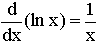 d/dx (ln x) = 1/x